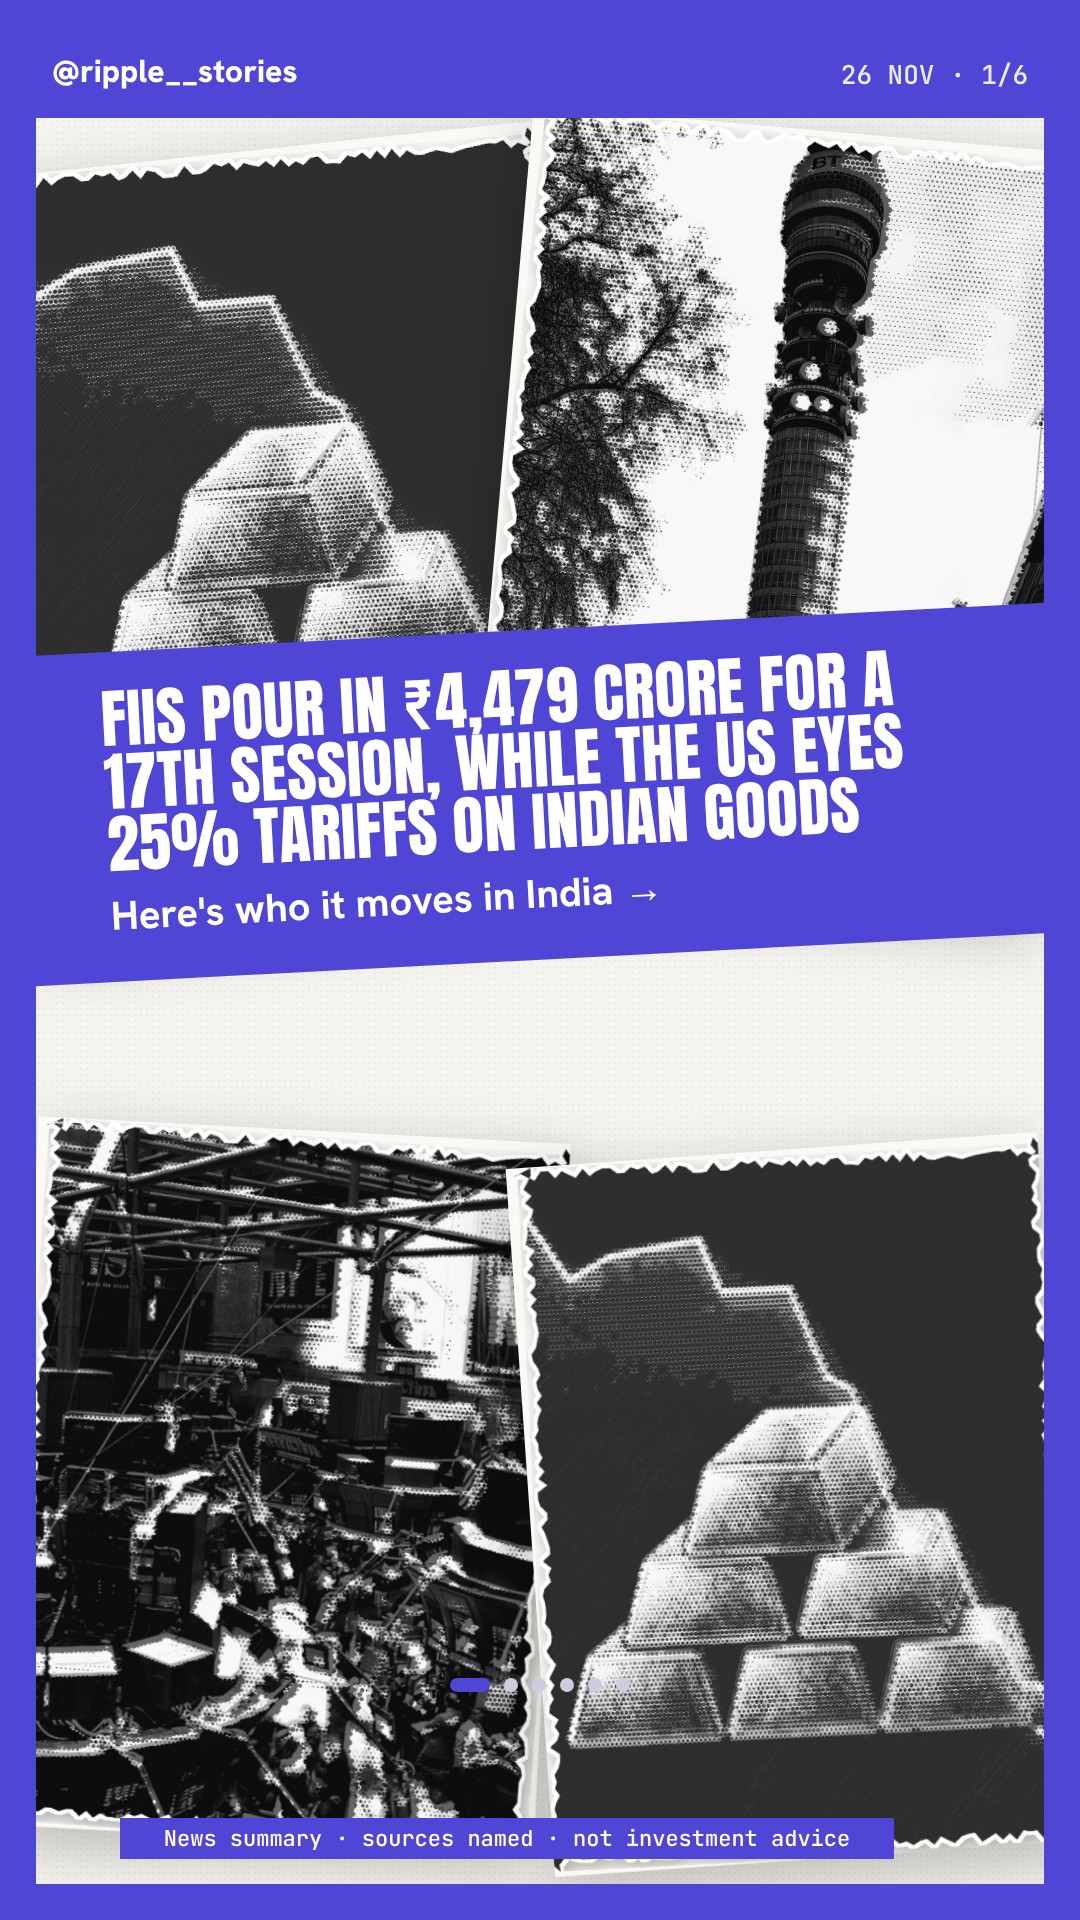 @ripple__stories
26 NOV · 1/6
BT
FIIS POUR IN ₹4,479 CRORE FOR A
17TH SESSION, WHILE THE US EYES
25% TARIFFS ON INDIAN GOODS
Here's who it moves in India →
News summary · sources named · not investment advice